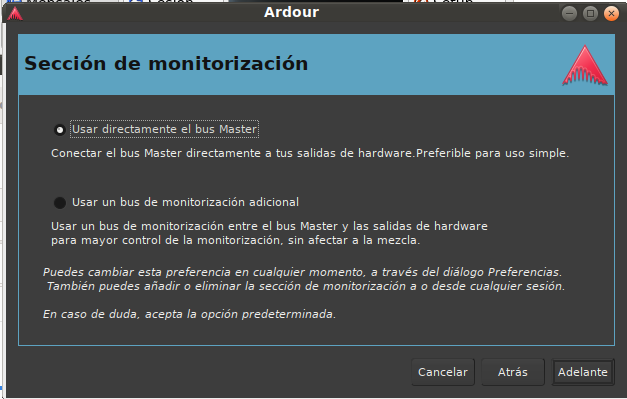 Ardour
Sección de monitorización
Usar directamente el bus Master
Conectar el bus Master directamente a tus salidas de hardware.Preferible para uso simple.
Usar un bus de monitorización adicional
Usar un bus de monitorización entre el bus Master y las salidas de hardware
para mayor control de la monitorización, sin afectar a la mezcla.
Puedes cambiar esta preferencia en cualquier momento, a través del diálogo Preferencias.
También puedes añadir o eliminar la sección de monitorización a o desde cualquier sesión.
En caso de duda, acepta la opción predeterminada.
Cancelar
Atrás
Adelante